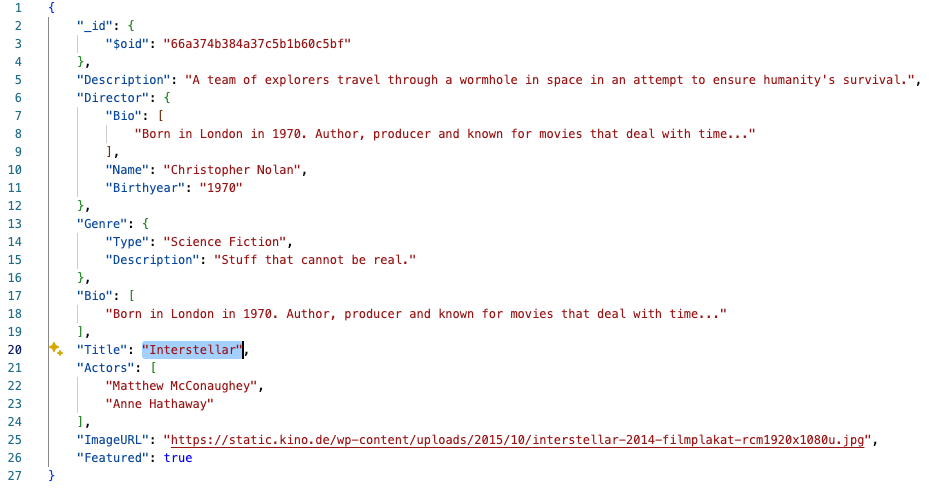 1 {
2 "_id": {
3 "$oid": "66a374b384a37c5b1b60c5bf"
4 },
5 "Description": "A team of explorers travel through a wormhole in space in an attempt to ensure humanity's survival.",
6 "Director": {
7 "Bio": [
8 "Born in London in 1970. Author, producer and known for movies that deal with time..."
9 ],
10 "Name": "Christopher Nolan",
11 "Birthyear": "1970"
12 },
13 "Genre": {
14 "Type": "Science Fiction",
15 "Description": "Stuff that cannot be real."
16 },
17 "Bio": [
18 "Born in London in 1970. Author, producer and known for movies that deal with time..."
19 ],
20 "Title": "Interstellar",
21 "Actors": [
22 "Matthew McConaughey",
23 "Anne Hathaway"
24 ],
25 "ImageURL": "https://static.kino.de/wp-content/uploads/2015/10/interstellar-2014-filmplakat-rcm1920x1080u.jpg",
26 "Featured": true
27 }